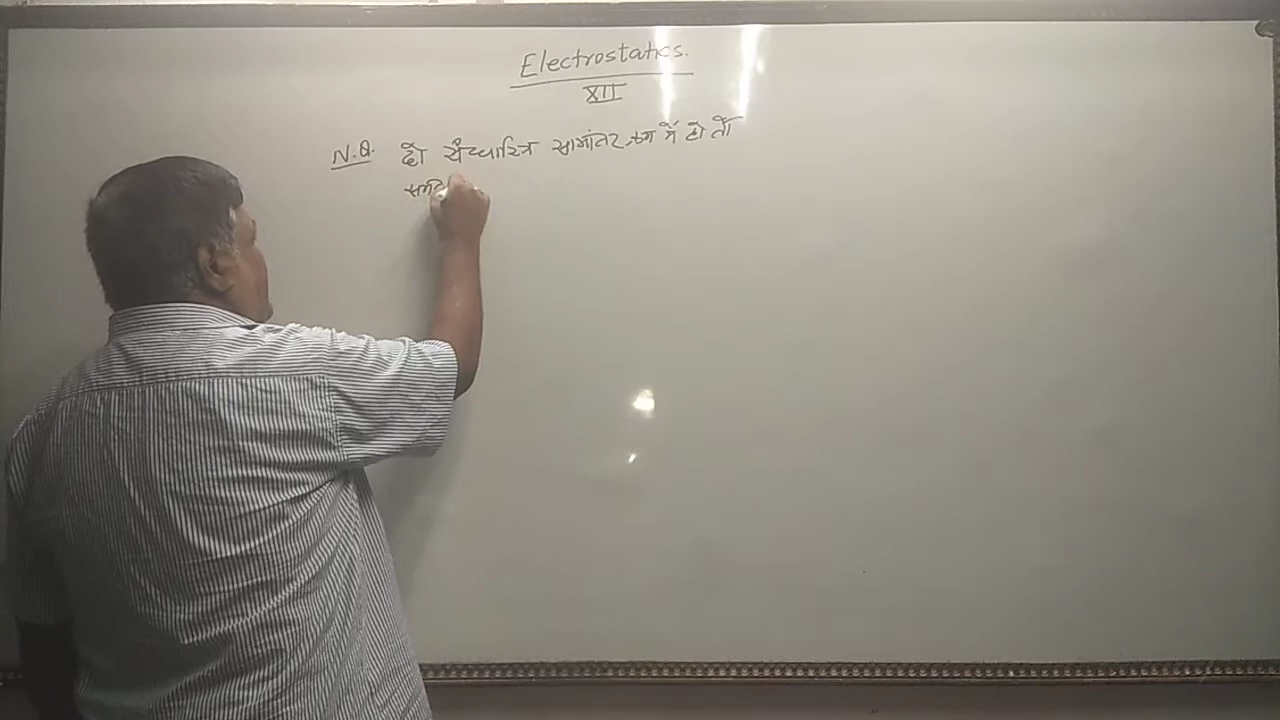 Electrostatics.
XII
N.Q. दो संधारित्र सामांतर क्रम में हो तों